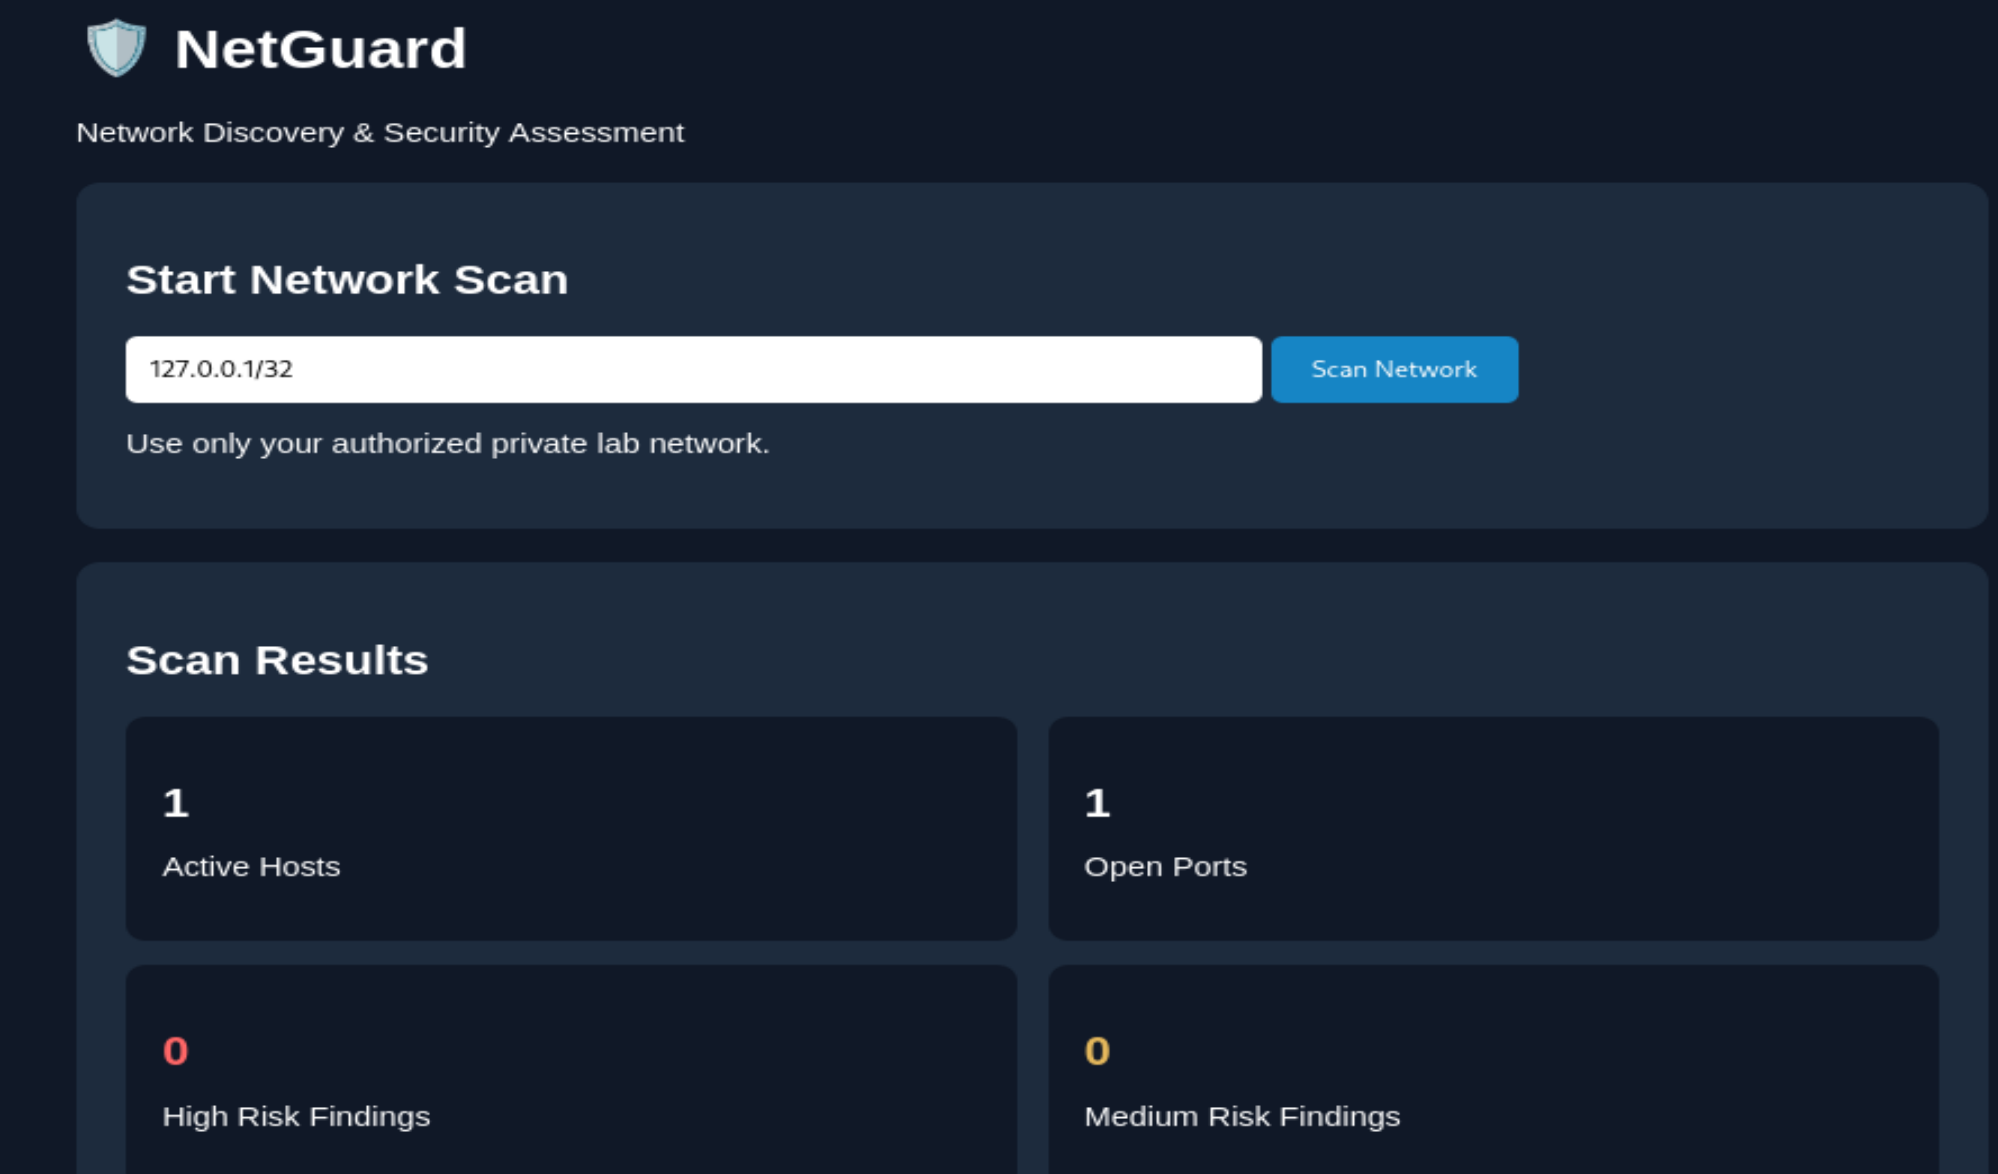 NetGuard
Network Discovery & Security Assessment
Start Network Scan
127.0.0.1/32
Scan Network
Use only your authorized private lab network.
Scan Results
1
Active Hosts
1
Open Ports
0
High Risk Findings
0
Medium Risk Findings